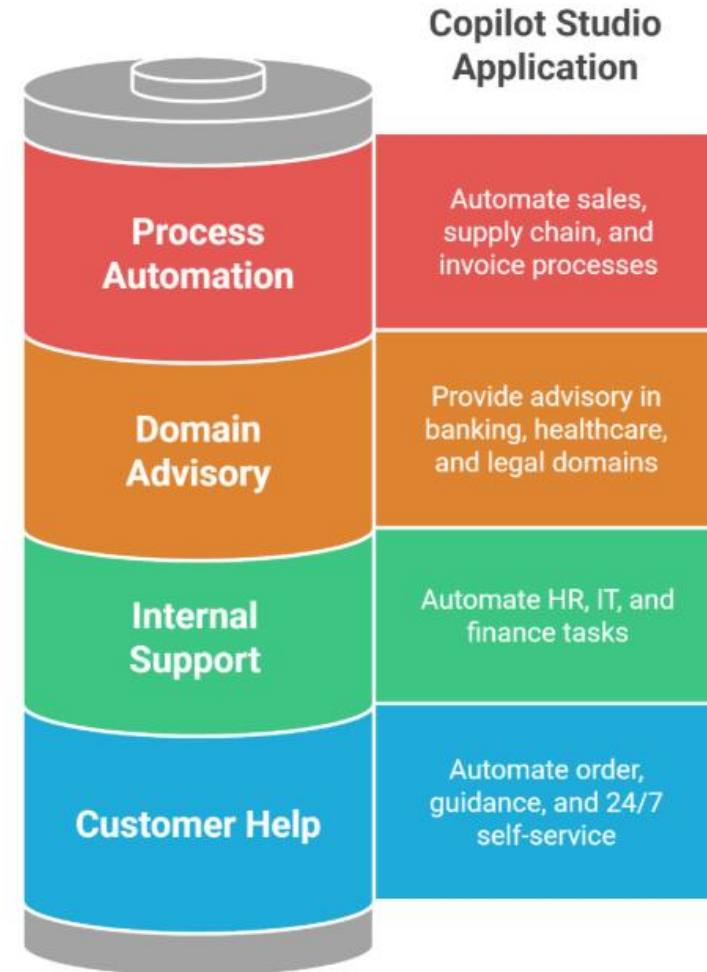 Copilot Studio
Application
Process
Automation
Automate sales,
supply chain, and
invoice processes
Domain
Advisory
Provide advisory in
banking, healthcare,
and legal domains
Internal
Support
Automate HR, IT, and
finance tasks
Customer Help
Automate order,
guidance, and 24/7
self-service